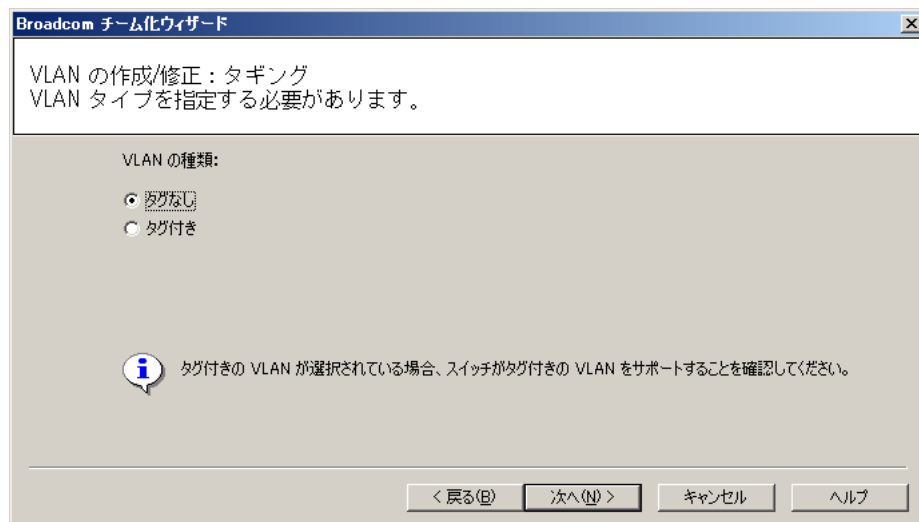 Broadcom チーム化ウィザード
VLAN の作成/修正：タギング
VLAN タイプを指定する必要があります。
VLAN の種類:
タグなし
タグ付き
タグ付きの VLAN が選択されている場合、スイッチがタグ付きの VLAN をサポートすることを確認してください。
< 戻る(B)
次へ(N) >
キャンセル
ヘルプ